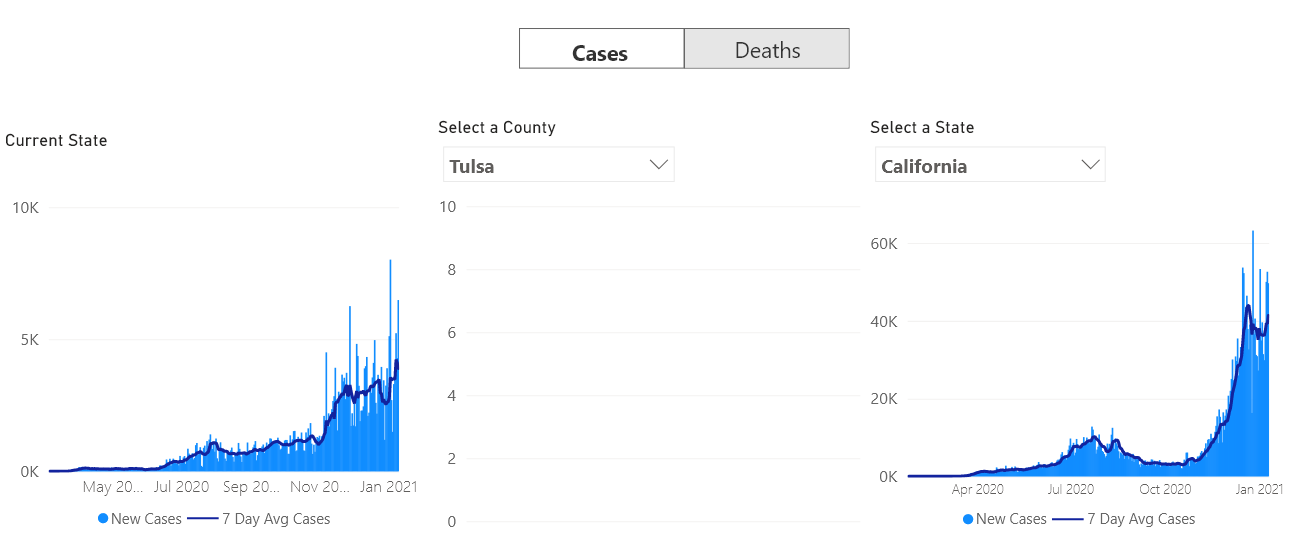 Cases Deaths
Current State
Select a County
Select a State
Tulsa
California
10K
5K
0K
May 20... Jul 2020 Sep 20... Nov 20... Jan 2021
New Cases 7 Day Avg Cases
10
8
6
4
2
0
60K
40K
20K
0K
Apr 2020 Jul 2020 Oct 2020 Jan 2021
New Cases 7 Day Avg Cases